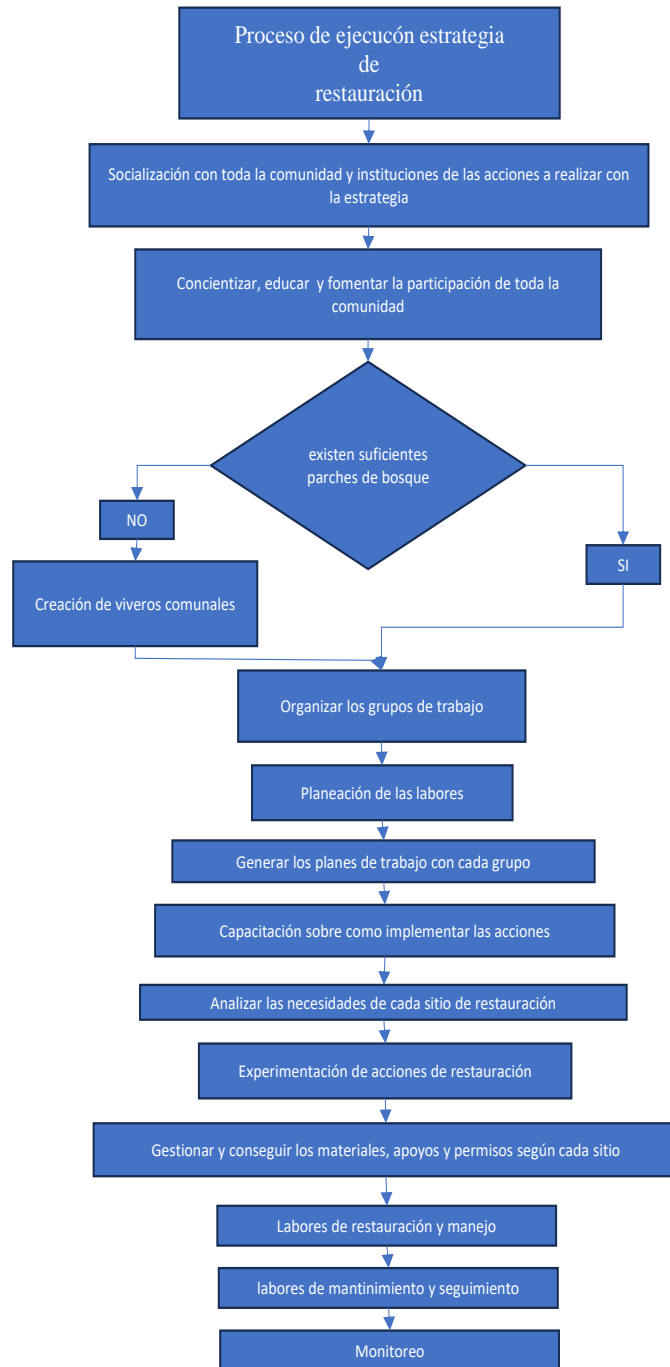 Proceso de ejecucón estrategia
de
restauración
Socialización con toda la comunidad y instituciones de las acciones a realizar con
la estrategia
Concientizar, educar y fomentar la participación de toda la
comunidad
existen suficientes
parches de bosque
NO
SI
Creación de viveros comunales
Organizar los grupos de trabajo
Planeación de las labores
Generar los planes de trabajo con cada grupo
Capacitación sobre como implementar las acciones
Analizar las necesidades de cada sitio de restauración
Experimentación de acciones de restauración
Gestionar y conseguir los materiales, apoyos y permisos según cada sitio
Labores de restauración y manejo
labores de mantinimiento y seguimiento
Monitoreo